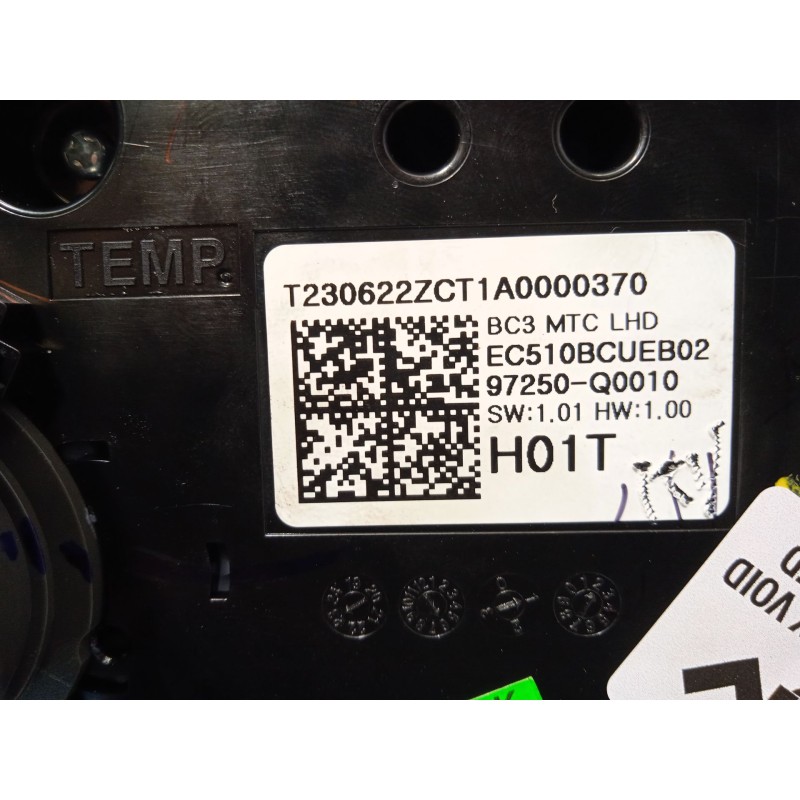 TEMP.
T230622ZCT1A0000370
BC3 MTC LHD
EC510BCUEB02
97250-Q0010
SW:1.01 HW:1.00
H01T
VOID